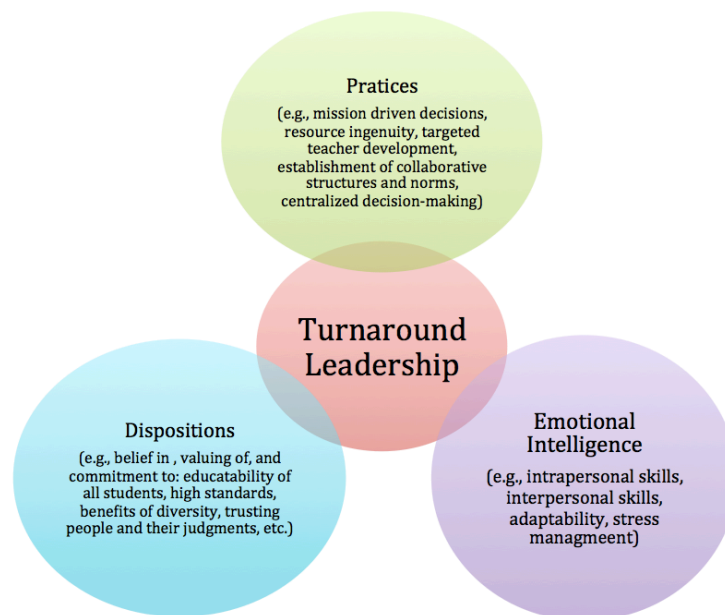 Pratices
(e.g., mission driven decisions,
resource ingenuity, targeted
teacher development,
establishment of collaborative
structures and norms,
centralized decision-making)
Turnaround
Leadership
Dispositions
(e.g., belief in , valuing of, and
commitment to: educatability of
all students, high standards,
benefits of diversity, trusting
people and their judgments, etc.)
Emotional
Intelligence
(e.g., intrapersonal skills,
interpersonal skills,
adaptability, stress
managmeent)